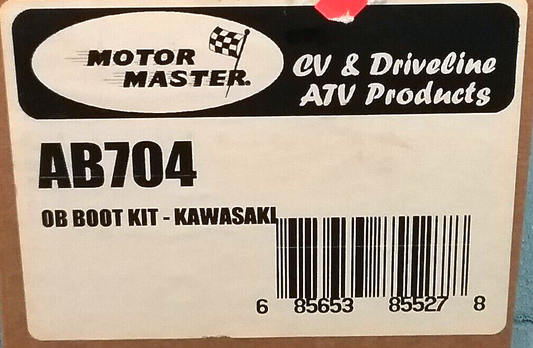 MOTOR
MASTER.
CV & Driveline
ATV Products
AB704
OB BOOT KIT - KAWASAKI
6 85653 85527 8